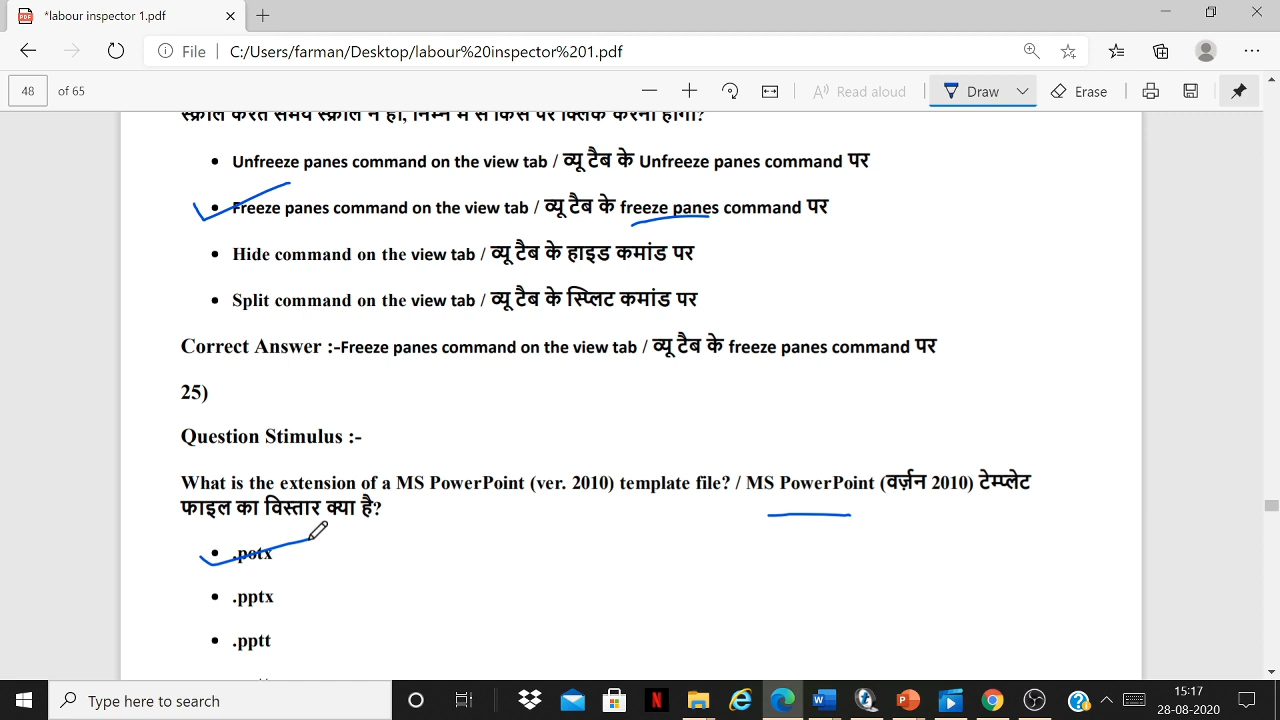 *labour inspector 1.pdf
File
C:/Users/farman/Desktop/labour%20inspector%201.pdf
48 of 65
Read aloud
Draw
Erase
स्क्रॉल करते समय स्क्रॉल न हो, निम्न में से किस पर क्लिक करना होगा?
• Unfreeze panes command on the view tab / व्यू टैब के Unfreeze panes command पर
• Freeze panes command on the view tab / व्यू टैब के freeze panes command पर
• Hide command on the view tab / व्यू टैब के हाइड कमांड पर
• Split command on the view tab / व्यू टैब के स्प्लिट कमांड पर
Correct Answer :-Freeze panes command on the view tab / व्यू टैब के freeze panes command पर
25)
Question Stimulus :-
What is the extension of a MS PowerPoint (ver. 2010) template file? / MS PowerPoint (वर्ज़न 2010) टेम्प्लेट
फाइल का विस्तार क्या है?
• .potx
• .pptx
• .pptt
Type here to search
15:17
28-08-2020